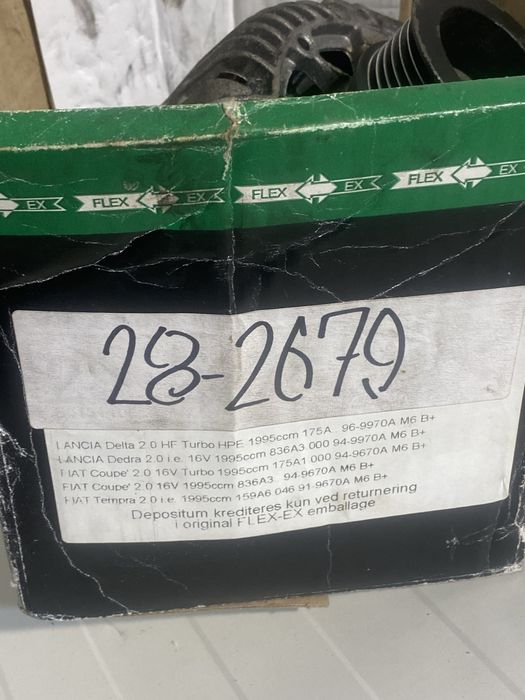 EX FLEX EX FLEX EX FLEX EX
28-2679
LANCIA Delta 2.0 HF Turbo HPE 1995ccm 175A.. 96-9970A M6 B+
LANCIA Dedra 2.0 i.e. 16V 1995ccm 836A3.000 94-9970A M6 B+
FIAT Coupe' 2.0 16V Turbo 1995ccm 175A1 000 94-9670A M6 B+
FIAT Coupe' 2.0 16V 1995ccm 836A3.. 94-9670A M6 B+
FIAT Tempra 2.0 i.e. 1995ccm 159A6 046 91-9670A M6 B+
Depositum krediteres kun ved returnering
i original FLEX-EX emballage